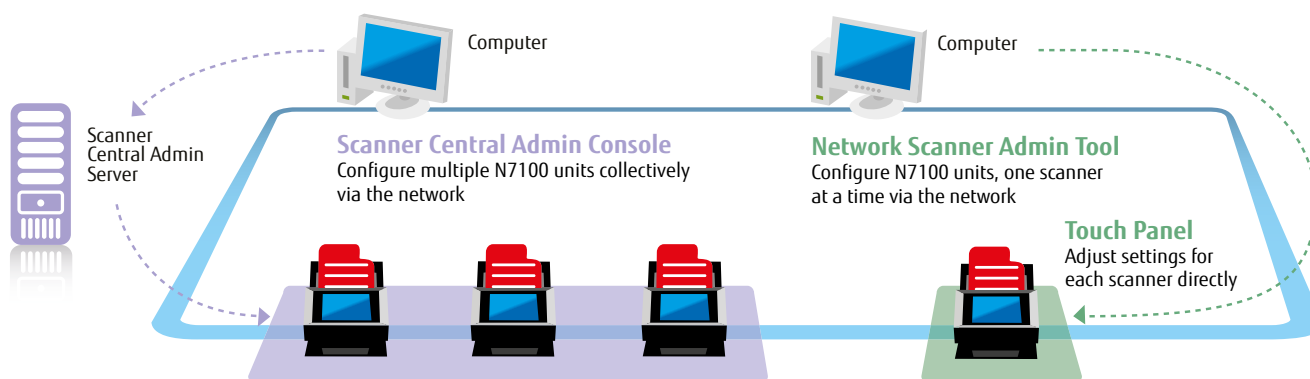 Computer
Computer
Scanner
Central Admin
Server
Scanner Central Admin Console
Configure multiple N7100 units collectively
via the network
Network Scanner Admin Tool
Configure N7100 units, one scanner
at a time via the network
Touch Panel
Adjust settings for
each scanner directly